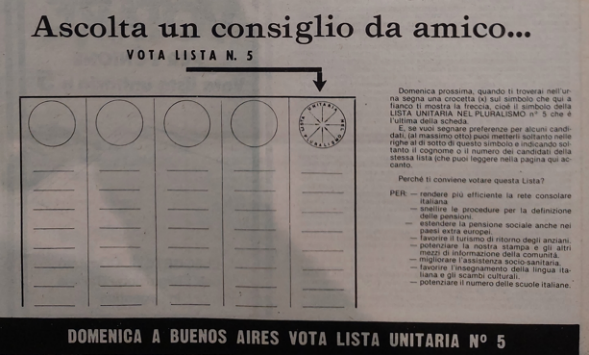 Ascolta un consiglio da amico...
VOTA LISTA N. 5
LISTA UNITARIA NEL PLURALISMO
Domenica prossima, quando ti troverai nell'ur-
na segna una crocetta (x) sul simbolo che qui a
fianco ti mostra la freccia, cioé il simbolo della
LISTA UNITARIA NEL PLURALISMO nº 5 che è
l'ultima della scheda.
E, se vuoi segnare preferenze per alcuni candi-
dati, (al massimo otto) puoi metterli soltanto nelle
righe al di sotto di questo simbolo e indicando sol-
tanto il cognome o il numero dei candidati della
stessa lista (che puoi leggere nella pagina qui ac-
canto.
Perché ti conviene votare questa Lista?
PER: — rendere più efficiente la rete consolare
italiana
— snellire le procedure per la definizione
delle pensioni.
— estendere la pensione sociale anche nei
paesi extra europei.
— favorire il turismo di ritorno degli anziani.
— potenziare la nostra stampa e gli altri
mezzi di informazione della comunità.
— migliorare l'assistenza socio-sanitaria.
— favorire l'insegnamento della lingua ita-
liana e gli scambi culturali.
— potenziare il numero delle scuole italiane.
DOMENICA A BUENOS AIRES VOTA LISTA UNITARIA Nº 5